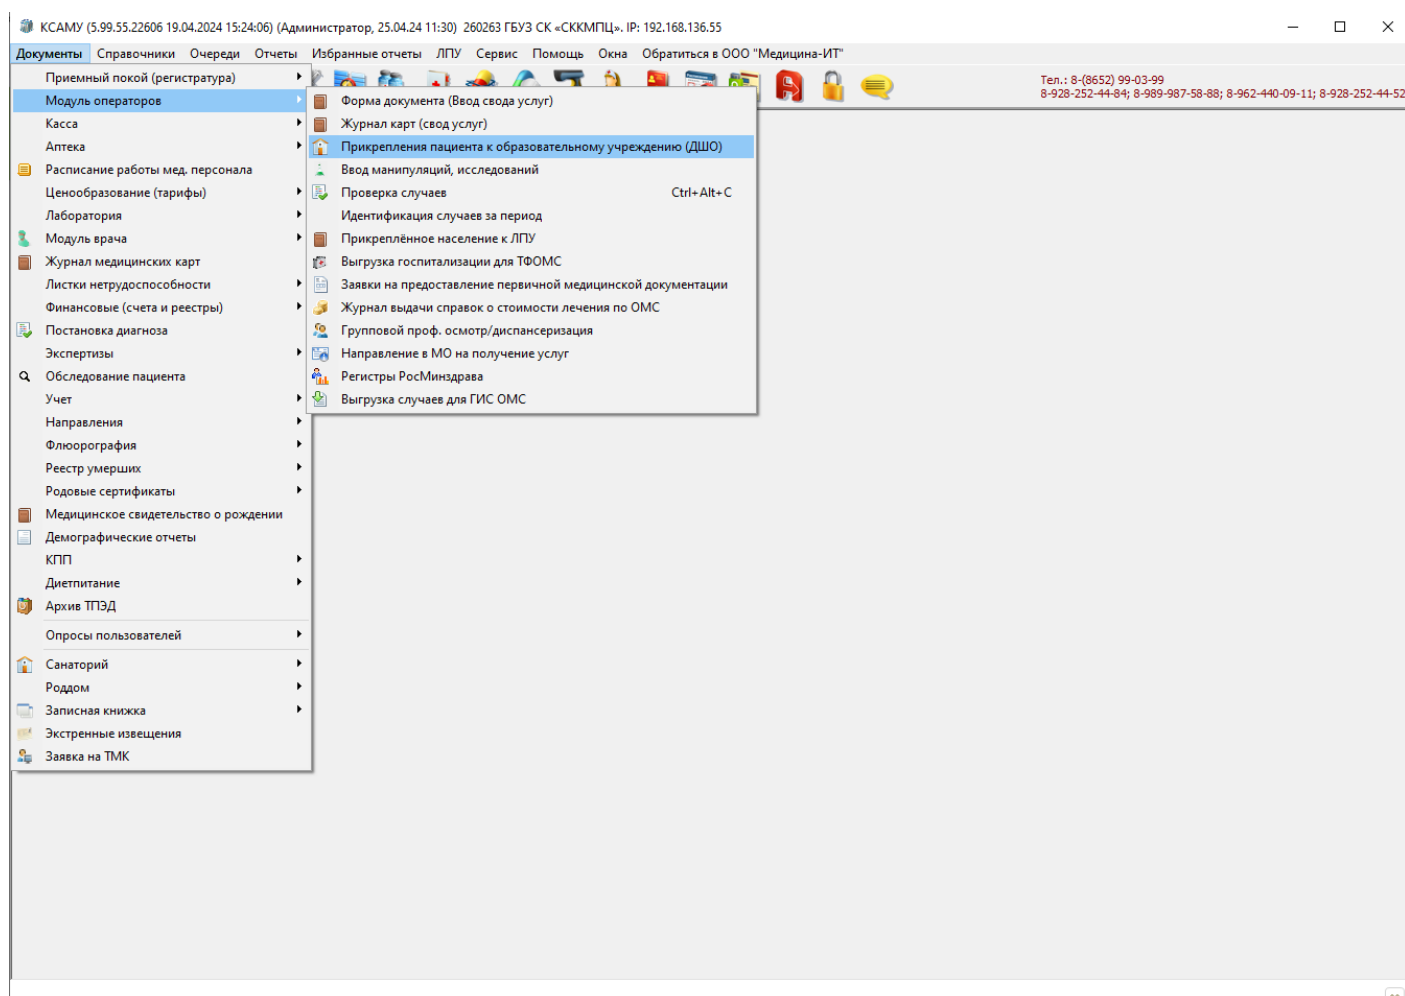 КСАМУ (5.99.55.22606 19.04.2024 15:24:06) (Администратор, 25.04.24 11:30) 260263 ГБУЗ СК «СККМПЦ». IP: 192.168.136.55
Документы Справочники Очереди Отчеты Избранные отчеты ЛПУ Сервис Помощь Окна Обратиться в ООО "Медицина-ИТ"
Тел.: 8-(8652) 99-03-99
8-928-252-44-84; 8-989-987-58-88; 8-962-440-09-11; 8-928-252-44-52
Приемный покой (регистратура)
Модуль операторов
Касса
Аптека
Расписание работы мед. персонала
Ценообразование (тарифы)
Лаборатория
Модуль врача
Журнал медицинских карт
Листки нетрудоспособности
Финансовые (счета и реестры)
Постановка диагноза
Экспертизы
Обследование пациента
Учет
Направления
Флюорография
Реестр умерших
Родовые сертификаты
Медицинское свидетельство о рождении
Демографические отчеты
КПП
Диетпитание
Архив ТПЭД
Опросы пользователей
Санаторий
Роддом
Записная книжка
Экстренные извещения
Заявка на ТМК
Форма документа (Ввод свода услуг)
Журнал карт (свод услуг)
Прикрепления пациента к образовательному учреждению (ДШО)
Ввод манипуляций, исследований
Проверка случаев Ctrl+Alt+C
Идентификация случаев за период
Прикреплённое население к ЛПУ
Выгрузка госпитализации для ТФОМС
Заявки на предоставление первичной медицинской документации
Журнал выдачи справок о стоимости лечения по ОМС
Групповой проф. осмотр/диспансеризация
Направление в МО на получение услуг
Регистры РосМинздрава
Выгрузка случаев для ГИС ОМС